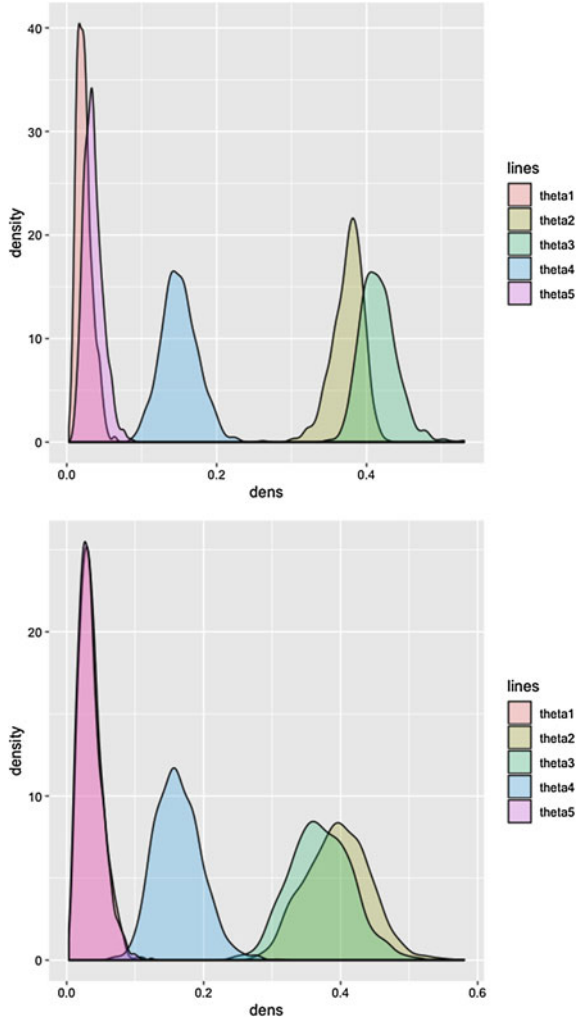 40
30
20
10
0
density
0.0
0.2
0.4
dens
lines
theta1
theta2
theta3
theta4
theta5
20
10
0
density
0.0
0.2
0.4
0.6
dens
lines
theta1
theta2
theta3
theta4
theta5